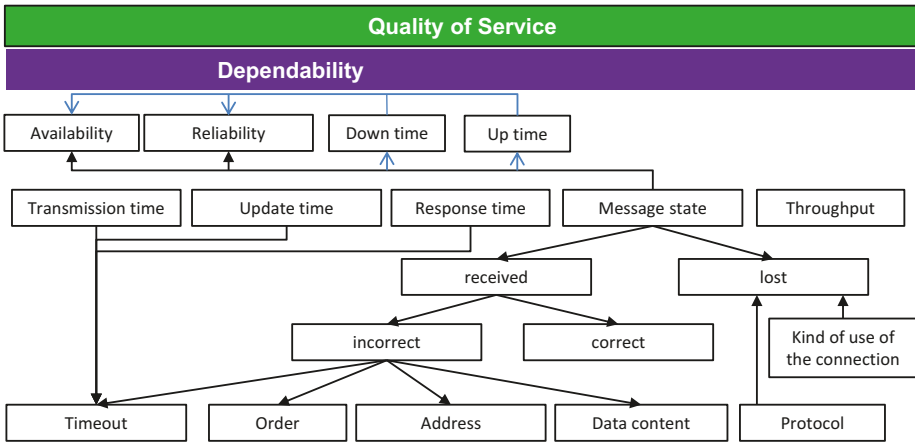 Quality of Service
Dependability
Availability
Reliability
Down time
Up time
Transmission time
Update time
Response time
Message state
Throughput
received
lost
incorrect
correct
Kind of use of
the connection
Timeout
Order
Address
Data content
Protocol